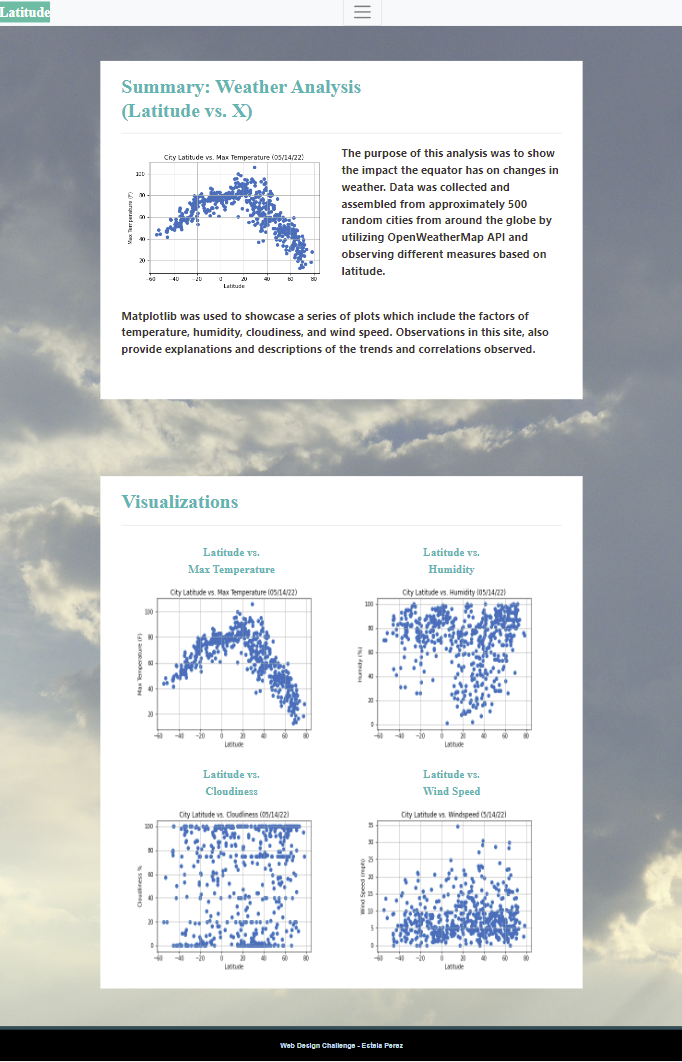 Latitude
Summary: Weather Analysis
(Latitude vs. X)
City Latitude vs. Max Temperature (05/14/22)
Max Temperature (F)
100
80
60
40
20
-60 -40 -20 0 20 40 60 80
Latitude
The purpose of this analysis was to show
the impact the equator has on changes in
weather. Data was collected and
assembled from approximately 500
random cities from around the globe by
utilizing OpenWeatherMap API and
observing different measures based on
latitude.
Matplotlib was used to showcase a series of plots which include the factors of
temperature, humidity, cloudiness, and wind speed. Observations in this site, also
provide explanations and descriptions of the trends and correlations observed.
Visualizations
Latitude vs.
Max Temperature
City Latitude vs. Max Temperature (05/14/22)
Max Temperature (F)
100
80
60
40
20
-60 -40 -20 0 20 40 60 80
Latitude
Latitude vs.
Humidity
City Latitude vs. Humidity (05/14/22)
Humidity (%)
100
80
60
40
20
0
-60 -40 -20 0 20 40 60 80
Latitude
Latitude vs.
Cloudiness
City Latitude vs. Cloudiness (05/14/22)
Cloudiness %
100
80
60
40
20
0
-60 -40 -20 0 20 40 60 80
Latitude
Latitude vs.
Wind Speed
City Latitude vs. Windspeed (5/14/22)
Wind Speed (mph)
35
30
25
20
15
10
5
0
-60 -40 -20 0 20 40 60 80
Latitude
Web Design Challenge - Estela Perez